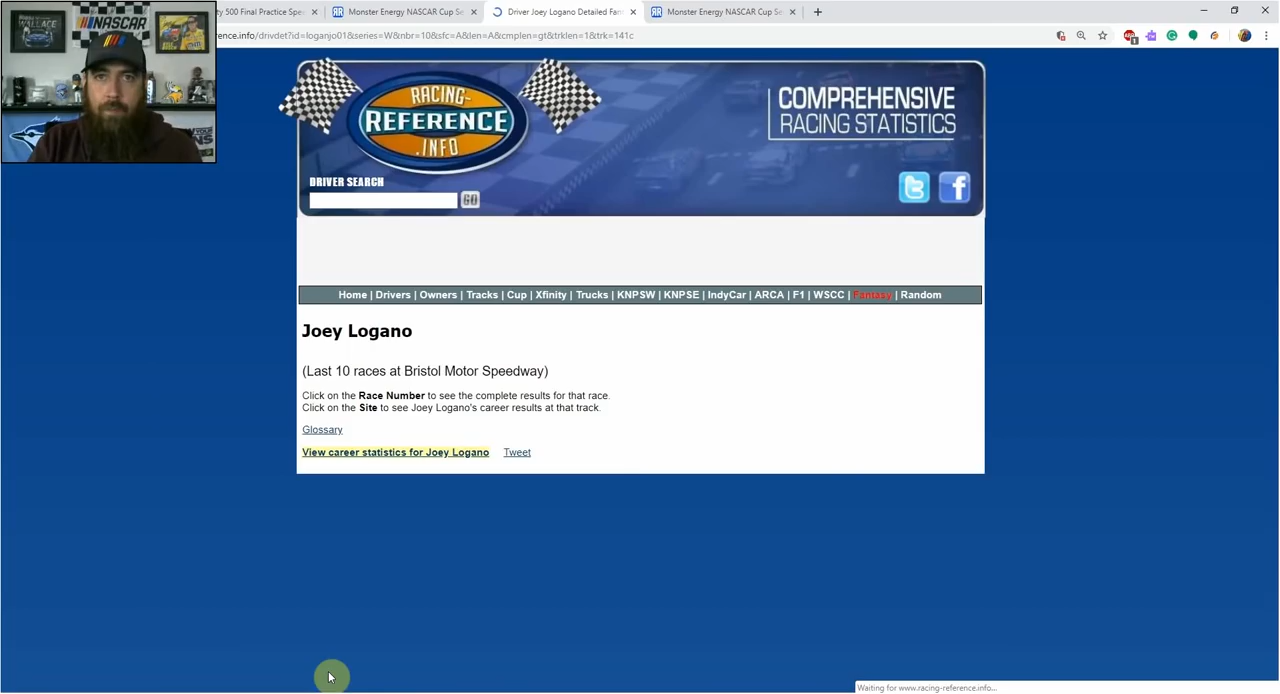 ty 500 Final Practice Spee
Monster Energy NASCAR Cup Se
Driver Joey Logano Detailed Fan
Monster Energy NASCAR Cup Se
rence.info/drivdet?id=loganjo01&series=W&nbr=10&sfc=A&len=A&cmplen=gt&trklen=1&trk=141c
WALLACE
NASCAR
RACING-
REFERENCE
.INFO
COMPREHENSIVE
RACING STATISTICS
DRIVER SEARCH
GO
Home | Drivers | Owners | Tracks | Cup | Xfinity | Trucks | KNPSW | KNPSE | IndyCar | ARCA | F1 | WSCC | Fantasy | Random
Joey Logano
(Last 10 races at Bristol Motor Speedway)
Click on the Race Number to see the complete results for that race.
Click on the Site to see Joey Logano's career results at that track.
Glossary
View career statistics for Joey Logano Tweet
Waiting for www.racing-reference.info...